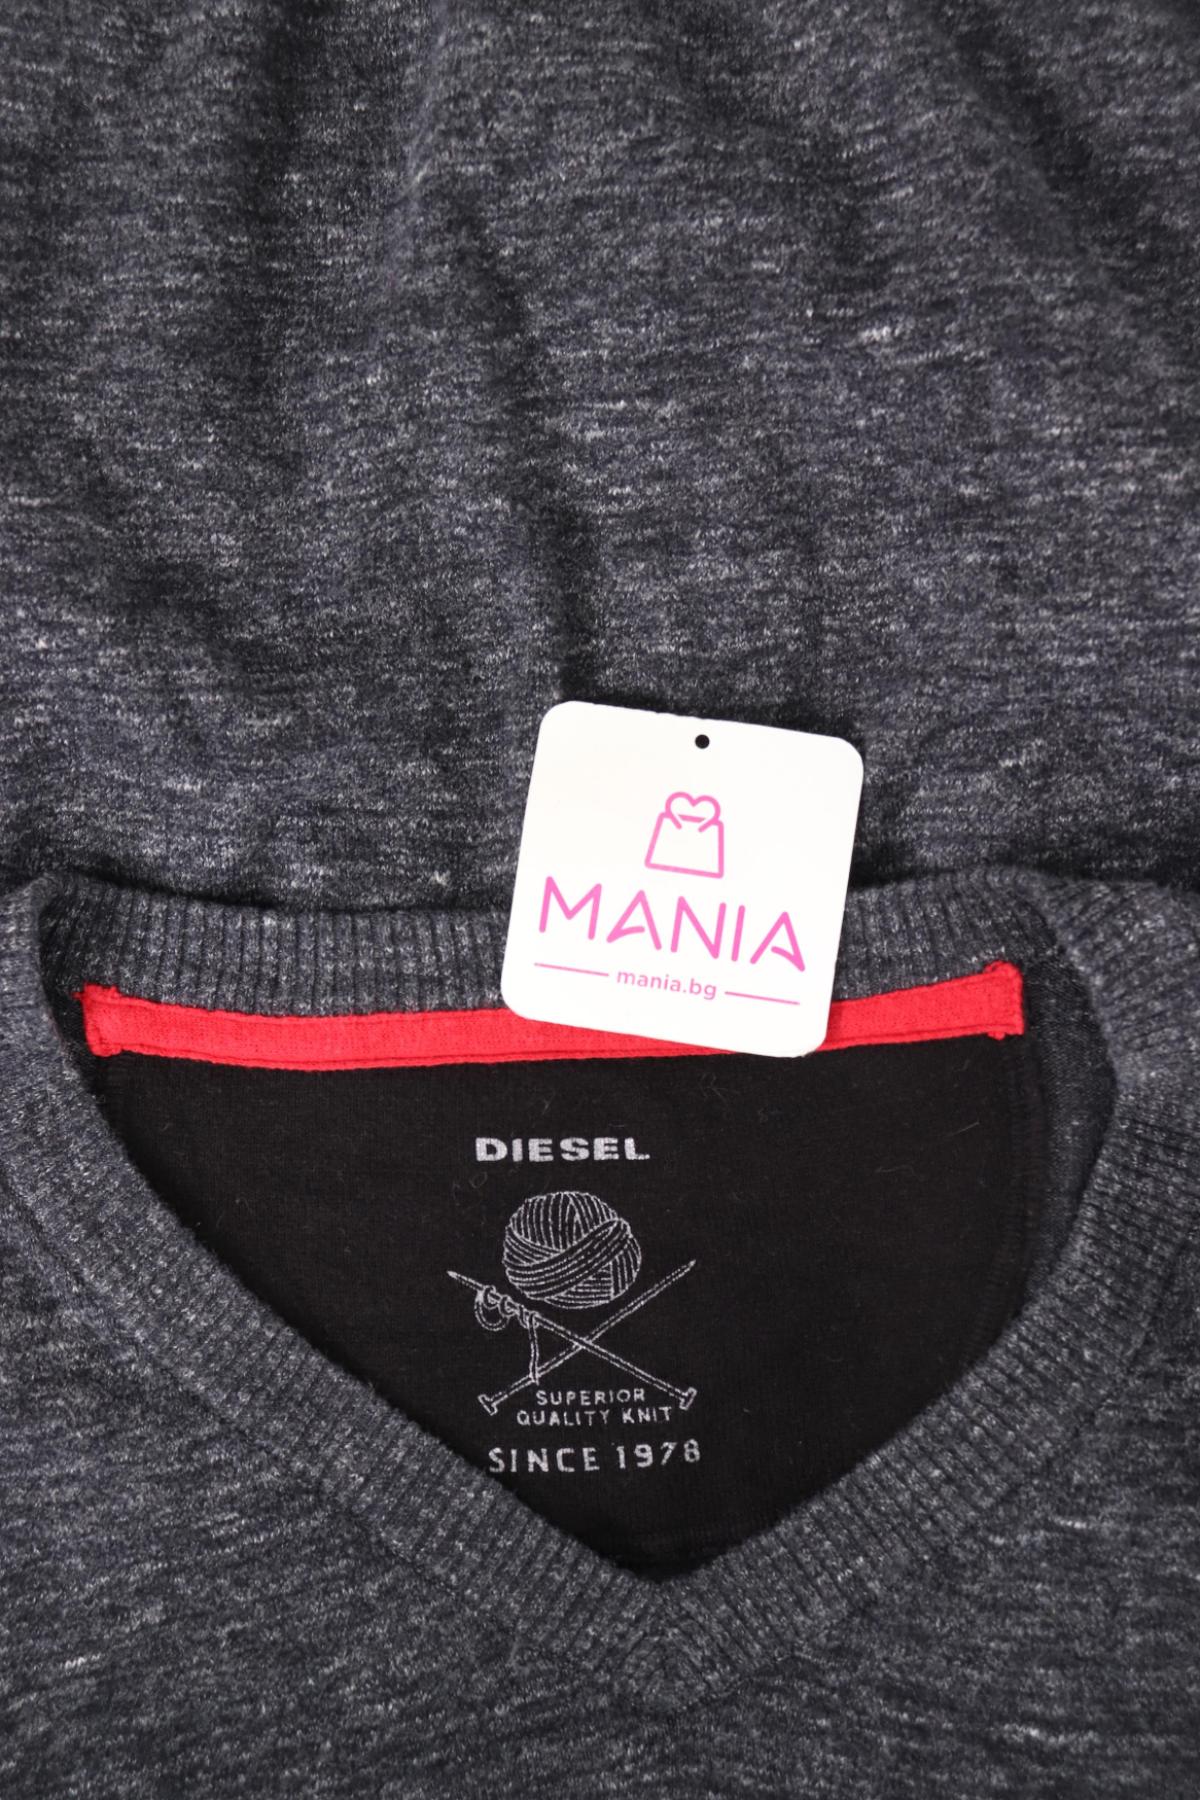 MANIA
mania.bg
DIESEL
SUPERIOR
QUALITY KNIT
SINCE 1978